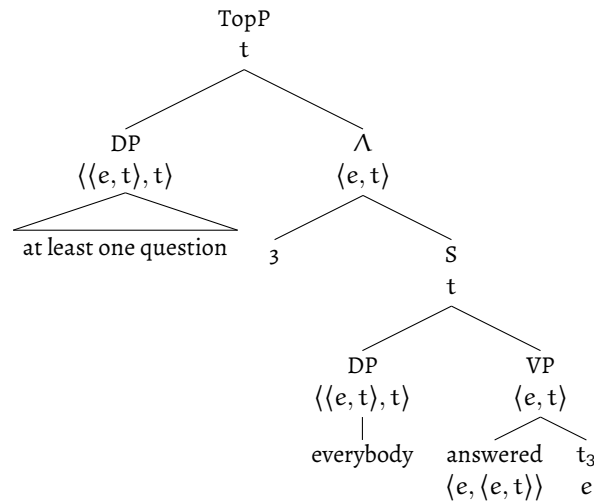 TopP
t
DP Λ
⟨⟨e, t⟩, t⟩ ⟨e, t⟩
at least one question 3 S
t
DP VP
⟨⟨e, t⟩, t⟩ ⟨e, t⟩
everybody answered t₃
⟨e, ⟨e, t⟩⟩ e